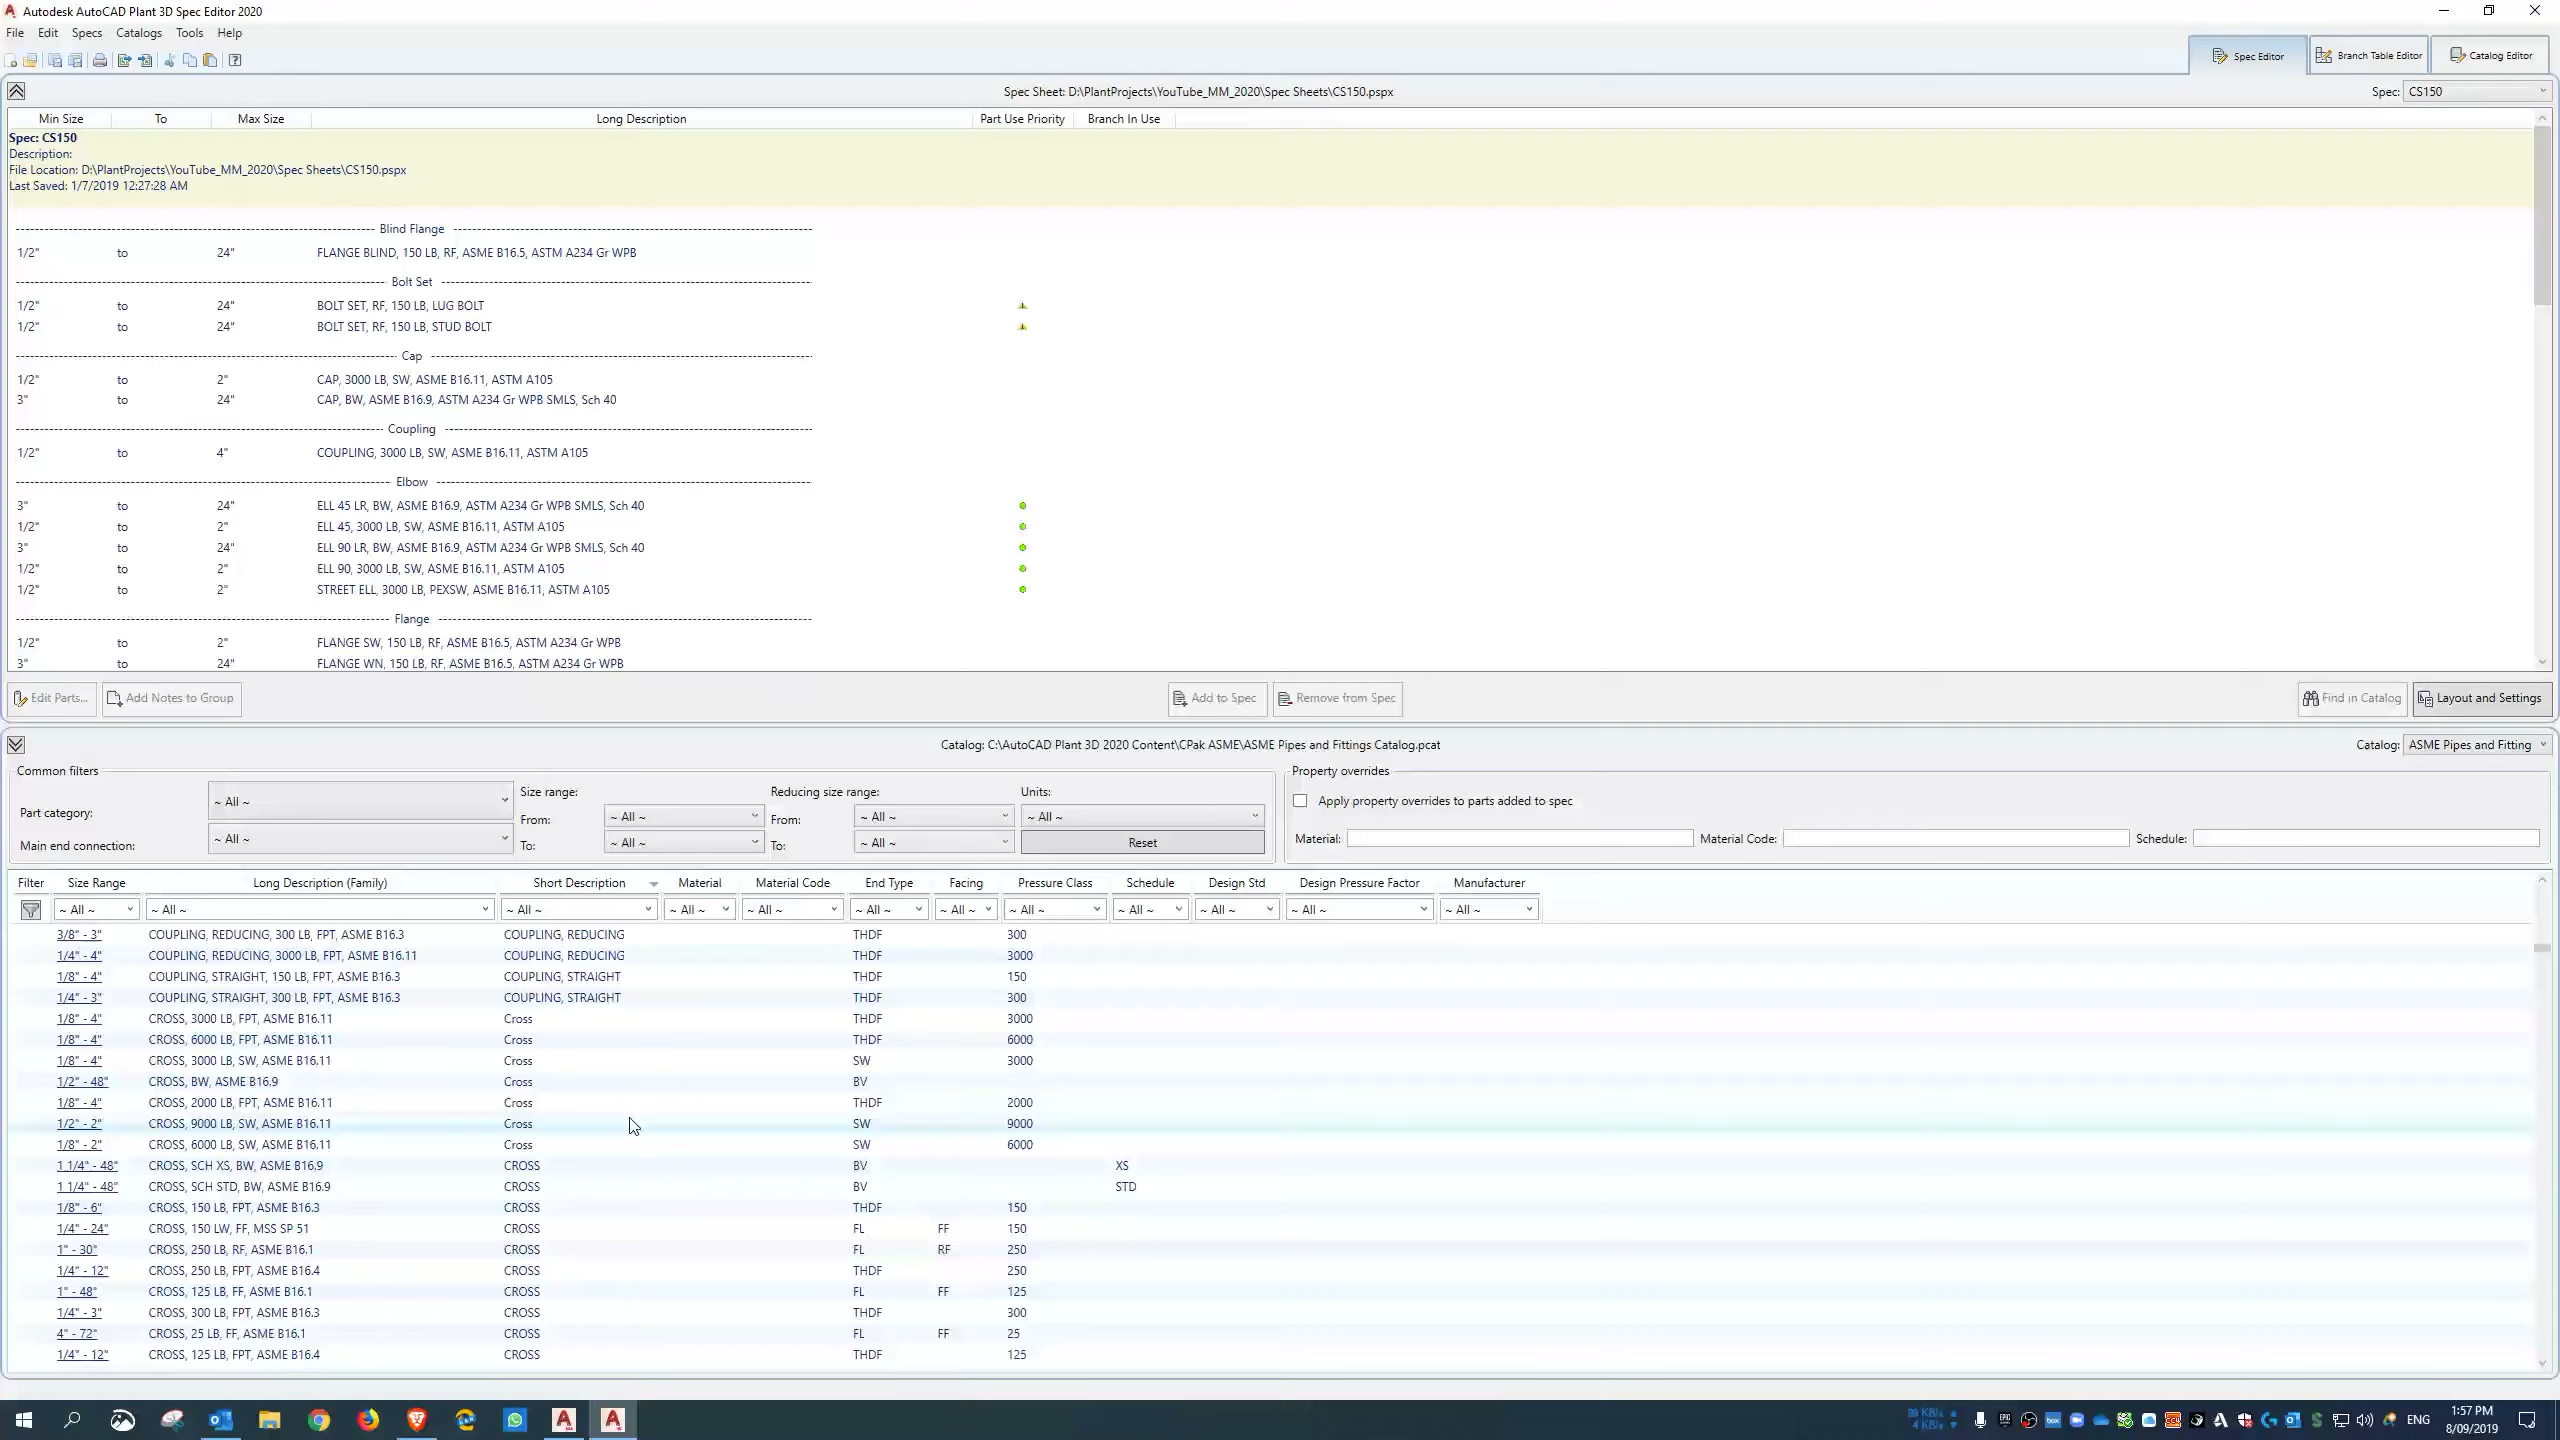 Autodesk AutoCAD Plant 3D Spec Editor 2020
File Edit Specs Catalogs Tools Help
Spec Editor Branch Table Editor Catalog Editor
Spec Sheet: D:\PlantProjects\YouTube_MM_2020\Spec Sheets\CS150.pspx Spec: CS150
Min Size To Max Size Long Description Part Use Priority Branch In Use
Spec: CS150
Description:
File Location: D:\PlantProjects\YouTube_MM_2020\Spec Sheets\CS150.pspx
Last Saved: 1/7/2019 12:27:28 AM
Blind Flange
1/2" to 24" FLANGE BLIND, 150 LB, RF, ASME B16.5, ASTM A234 Gr WPB
Bolt Set
1/2" to 24" BOLT SET, RF, 150 LB, LUG BOLT
1/2" to 24" BOLT SET, RF, 150 LB, STUD BOLT
Cap
1/2" to 2" CAP, 3000 LB, SW, ASME B16.11, ASTM A105
3" to 24" CAP, BW, ASME B16.9, ASTM A234 Gr WPB SMLS, Sch 40
Coupling
1/2" to 4" COUPLING, 3000 LB, SW, ASME B16.11, ASTM A105
Elbow
3" to 24" ELL 45 LR, BW, ASME B16.9, ASTM A234 Gr WPB SMLS, Sch 40
1/2" to 2" ELL 45, 3000 LB, SW, ASME B16.11, ASTM A105
3" to 24" ELL 90 LR, BW, ASME B16.9, ASTM A234 Gr WPB SMLS, Sch 40
1/2" to 2" ELL 90, 3000 LB, SW, ASME B16.11, ASTM A105
1/2" to 2" STREET ELL, 3000 LB, PEXSW, ASME B16.11, ASTM A105
Flange
1/2" to 2" FLANGE SW, 150 LB, RF, ASME B16.5, ASTM A234 Gr WPB
3" to 24" FLANGE WN, 150 LB, RF, ASME B16.5, ASTM A234 Gr WPB
Edit Parts... Add Notes to Group Add to Spec Remove from Spec Find in Catalog Layout and Settings
Catalog: C:\AutoCAD Plant 3D 2020 Content\CPak ASME\ASME Pipes and Fittings Catalog.pcat Catalog: ASME Pipes and Fitting
Common filters Property overrides
Size range: Reducing size range: Units:
Part category: ~ All ~ From: ~ All ~ From: ~ All ~ ~ All ~ Apply property overrides to parts added to spec
Main end connection: ~ All ~ To: ~ All ~ To: ~ All ~ Reset Material: Material Code: Schedule:
Filter Size Range Long Description (Family) Short Description Material Material Code End Type Facing Pressure Class Schedule Design Std Design Pressure Factor Manufacturer
~ All ~ ~ All ~ ~ All ~ ~ All ~ ~ All ~ ~ All ~ ~ All ~ ~ All ~ ~ All ~ ~ All ~ ~ All ~ ~ All ~
3/8" - 3" COUPLING, REDUCING, 300 LB, FPT, ASME B16.3 COUPLING, REDUCING THDF 300
1/4" - 4" COUPLING, REDUCING, 3000 LB, FPT, ASME B16.11 COUPLING, REDUCING THDF 3000
1/8" - 4" COUPLING, STRAIGHT, 150 LB, FPT, ASME B16.3 COUPLING, STRAIGHT THDF 150
1/4" - 3" COUPLING, STRAIGHT, 300 LB, FPT, ASME B16.3 COUPLING, STRAIGHT THDF 300
1/8" - 4" CROSS, 3000 LB, FPT, ASME B16.11 Cross THDF 3000
1/8" - 4" CROSS, 6000 LB, FPT, ASME B16.11 Cross THDF 6000
1/8" - 4" CROSS, 3000 LB, SW, ASME B16.11 Cross SW 3000
1/2" - 48" CROSS, BW, ASME B16.9 Cross BV
1/8" - 4" CROSS, 2000 LB, FPT, ASME B16.11 Cross THDF 2000
1/2" - 2" CROSS, 9000 LB, SW, ASME B16.11 Cross SW 9000
1/8" - 2" CROSS, 6000 LB, SW, ASME B16.11 Cross SW 6000
1 1/4" - 48" CROSS, SCH XS, BW, ASME B16.9 CROSS BV XS
1 1/4" - 48" CROSS, SCH STD, BW, ASME B16.9 CROSS BV STD
1/8" - 6" CROSS, 150 LB, FPT, ASME B16.3 CROSS THDF 150
1/4" - 24" CROSS, 150 LW, FF, MSS SP 51 CROSS FL FF 150
1" - 30" CROSS, 250 LB, RF, ASME B16.1 CROSS FL RF 250
1/4" - 12" CROSS, 250 LB, FPT, ASME B16.4 CROSS THDF 250
1" - 48" CROSS, 125 LB, FF, ASME B16.1 CROSS FL FF 125
1/4" - 3" CROSS, 300 LB, FPT, ASME B16.3 CROSS THDF 300
4" - 72" CROSS, 25 LB, FF, ASME B16.1 CROSS FL FF 25
1/4" - 12" CROSS, 125 LB, FPT, ASME B16.4 CROSS THDF 125
ENG 1:57 PM
8/09/2019